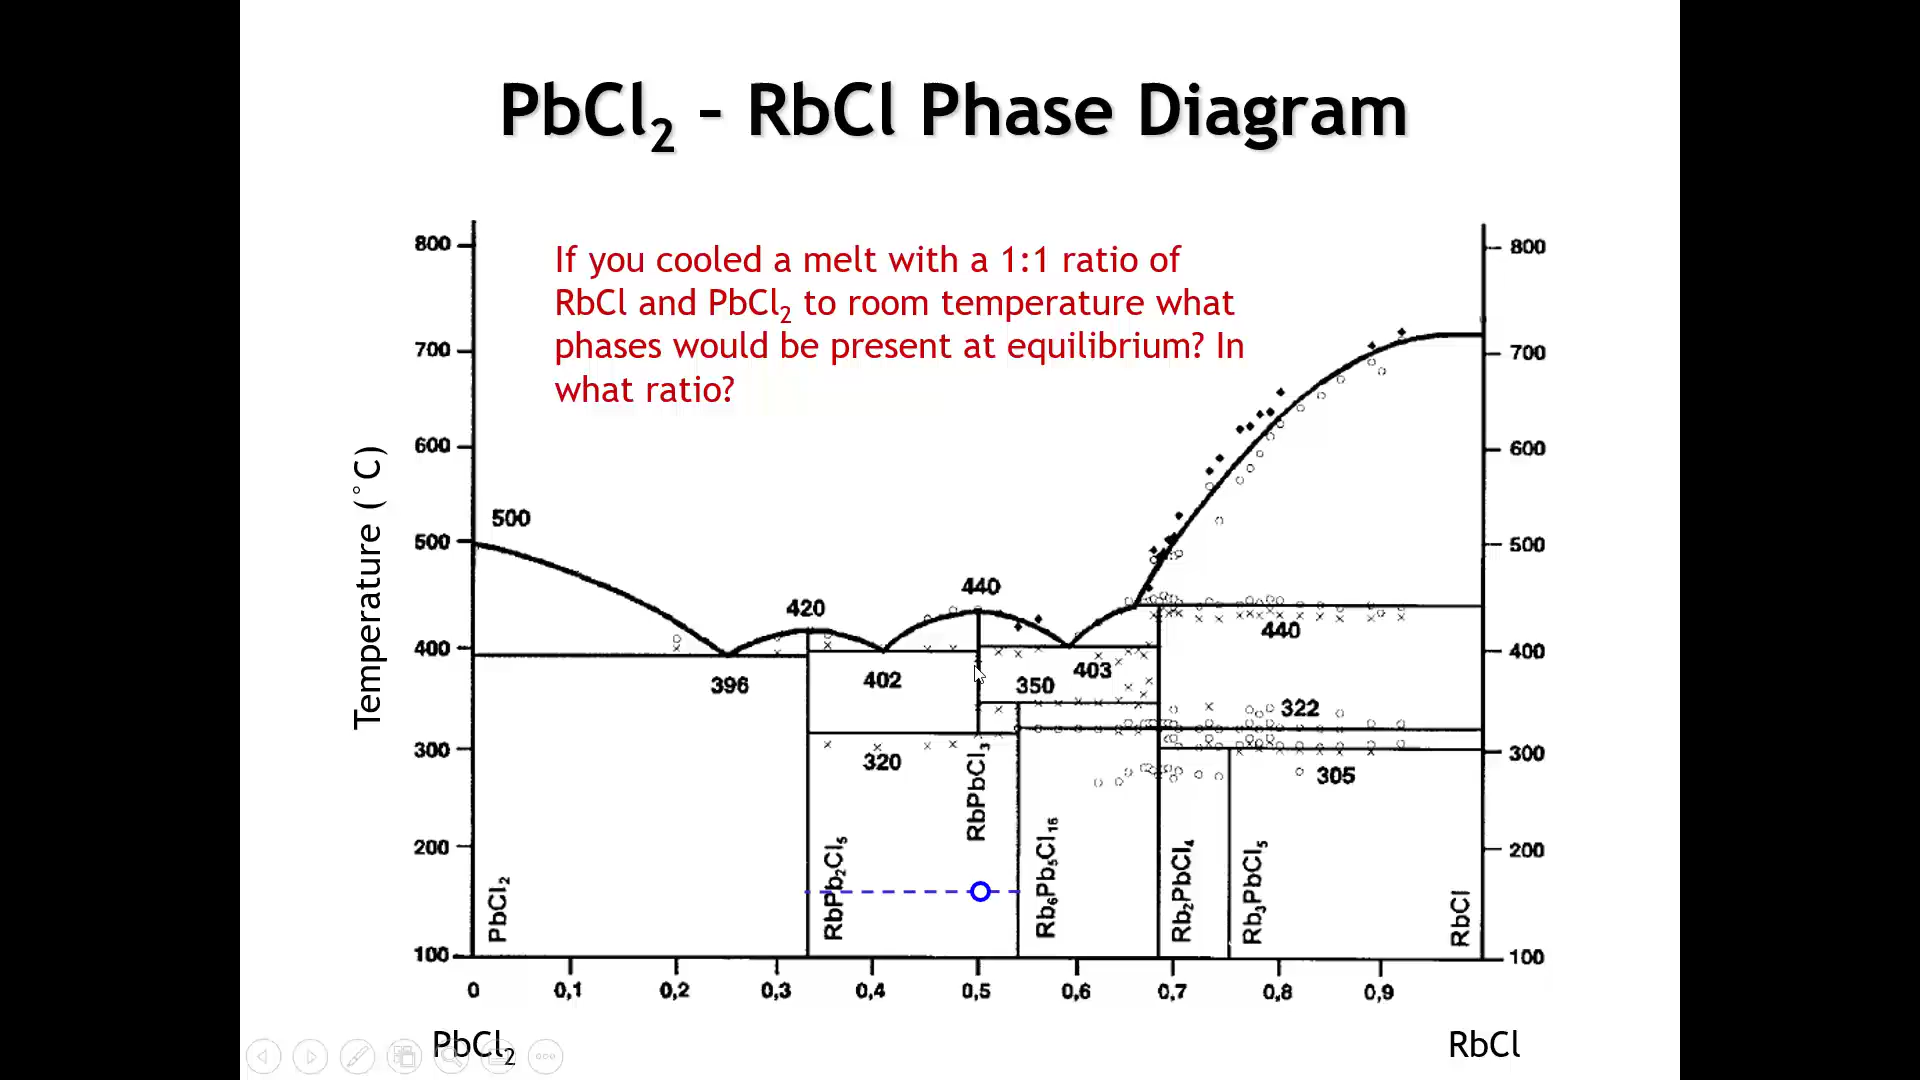 PbCl₂ – RbCl Phase Diagram
If you cooled a melt with a 1:1 ratio of
RbCl and PbCl₂ to room temperature what
phases would be present at equilibrium? In
what ratio?
Temperature (°C)
800
700
600
500
400
300
200
100
800
700
600
500
400
300
200
100
500
420
440
396
402
350
403
440
322
320
305
PbCl₂
RbPb₂Cl₅
RbPbCl₃
Rb₆Pb₅Cl₁₆
Rb₂PbCl₄
Rb₃PbCl₅
RbCl
0
0,1
0,2
0,3
0,4
0,5
0,6
0,7
0,8
0,9
PbCl₂
RbCl